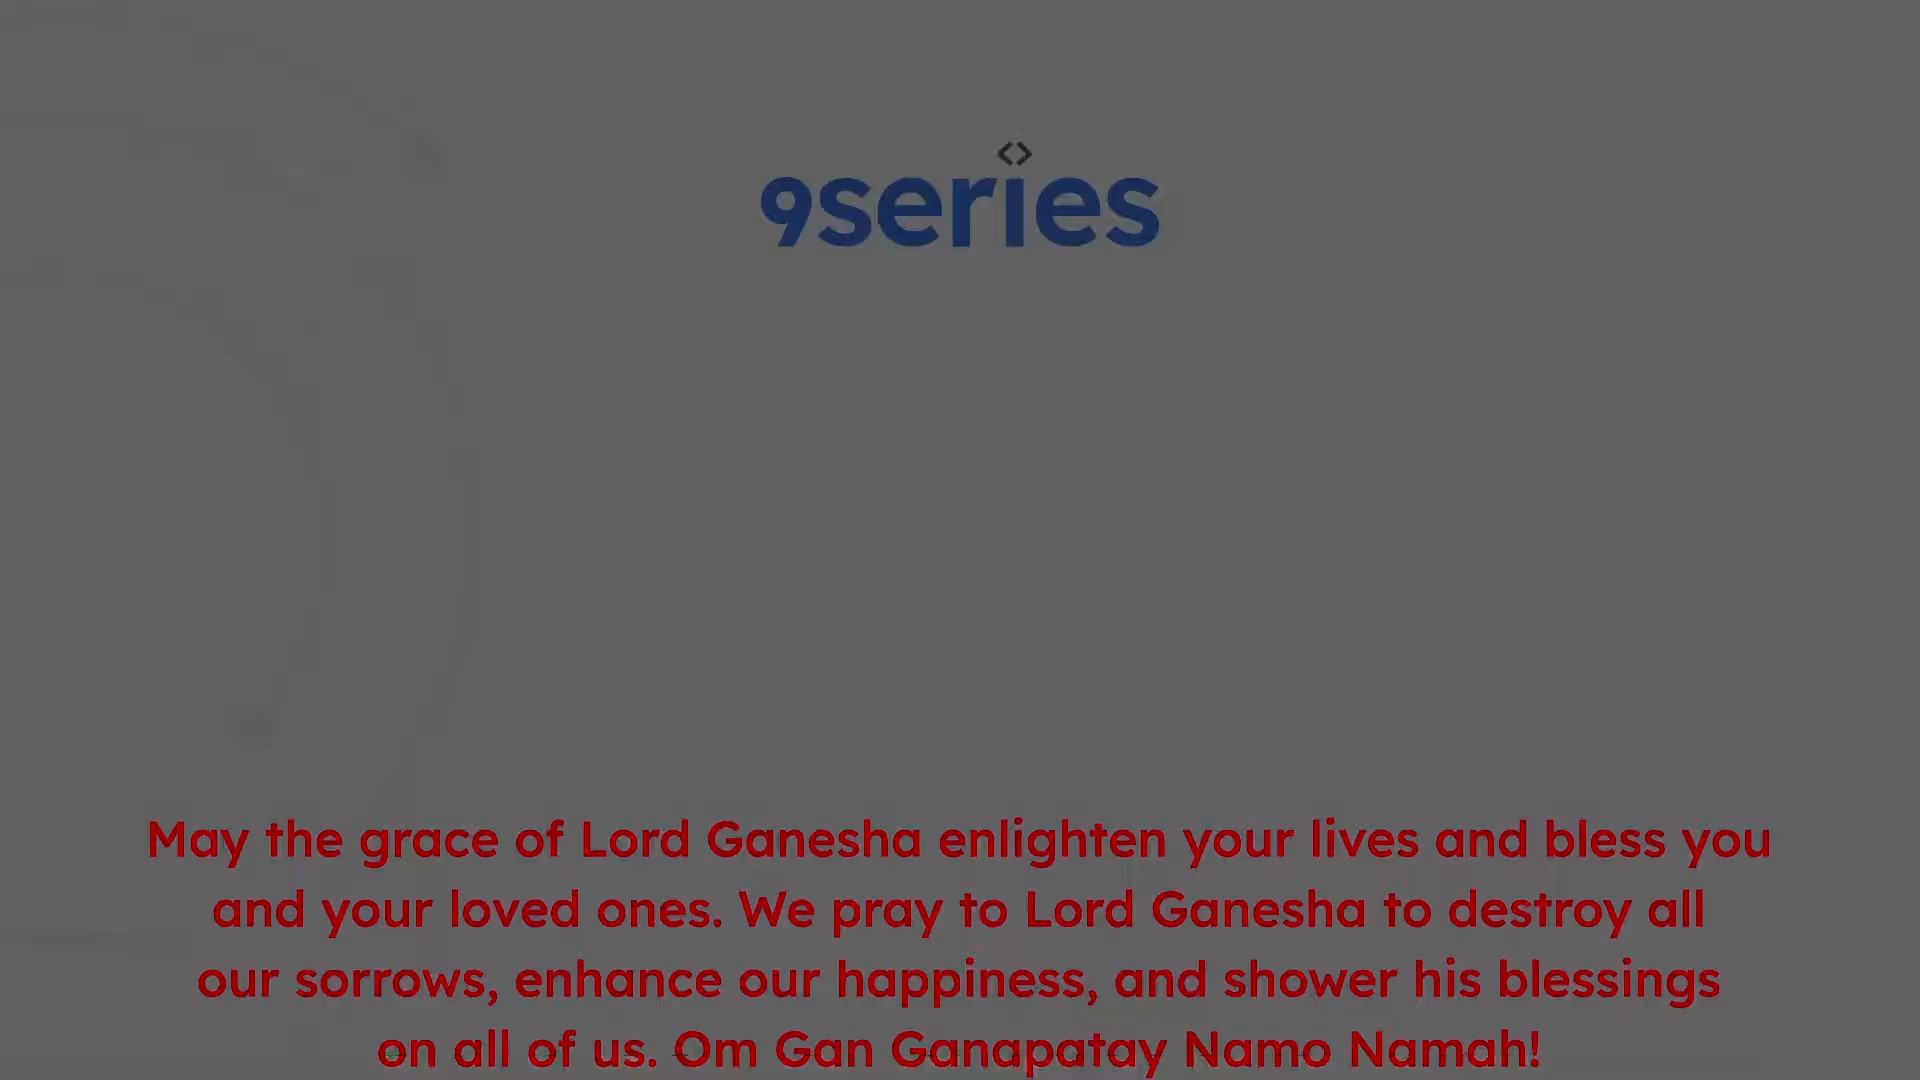 9series
May the grace of Lord Ganesha enlighten your lives and bless you
and your loved ones. We pray to Lord Ganesha to destroy all
our sorrows, enhance our happiness, and shower his blessings
on all of us. Om Gan Ganapatay Namo Namah!